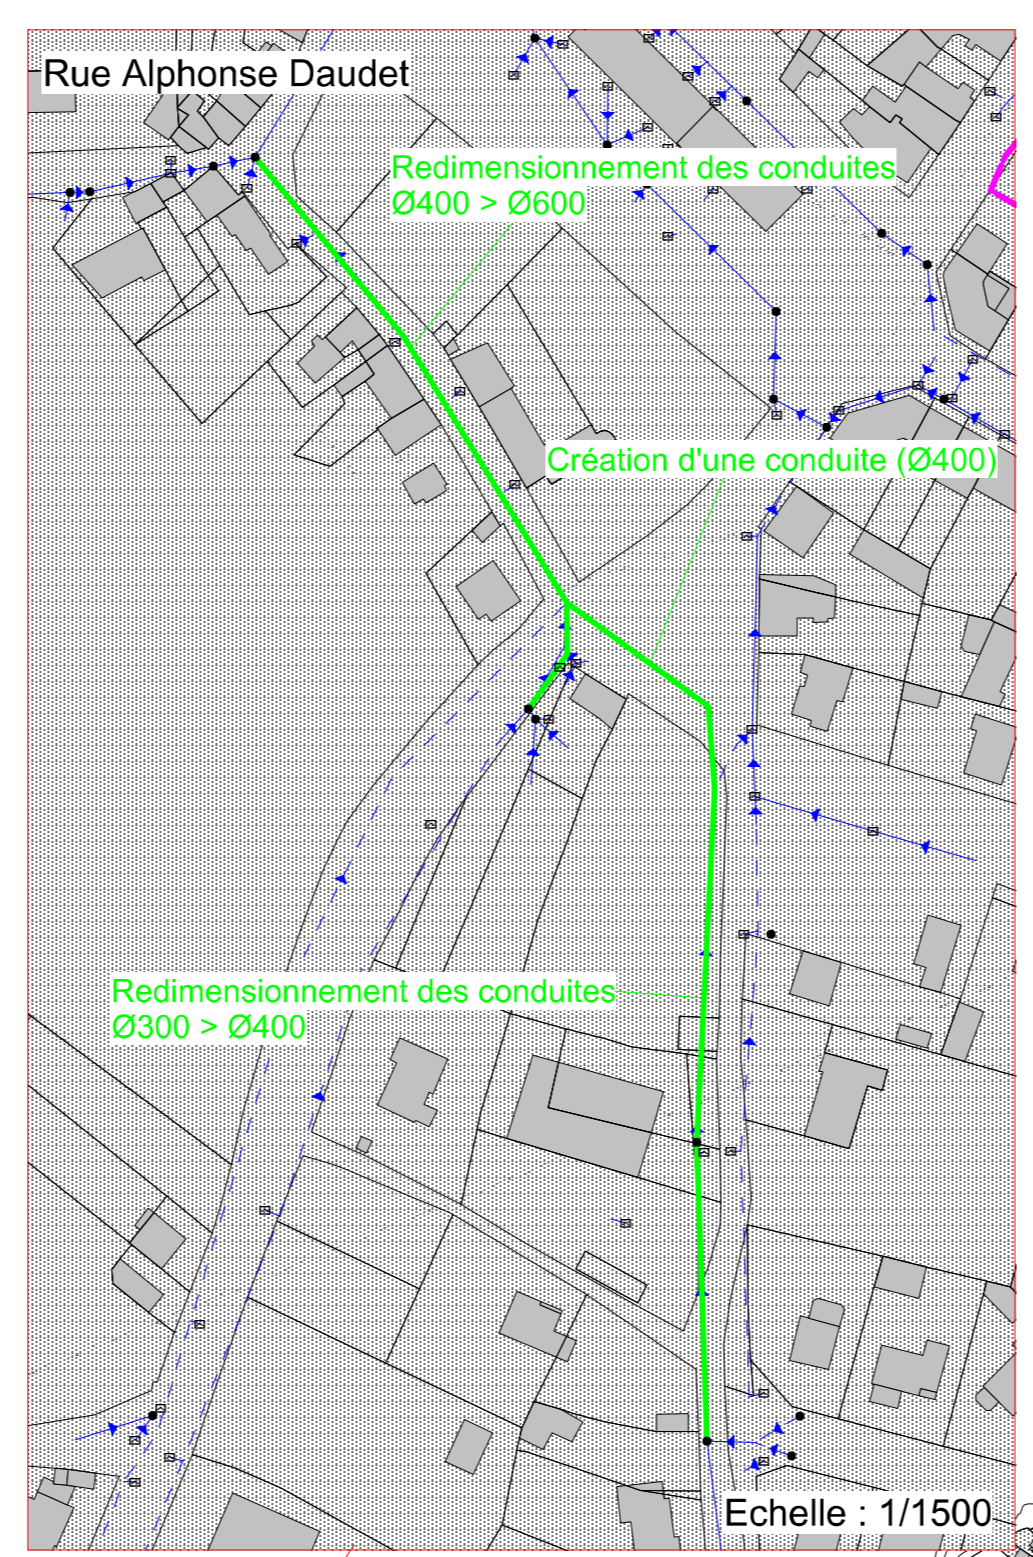 Rue Alphonse Daudet
Redimensionnement des conduites
Ø400 > Ø600
Création d'une conduite (Ø400)
Redimensionnement des conduites
Ø300 > Ø400
Echelle : 1/1500